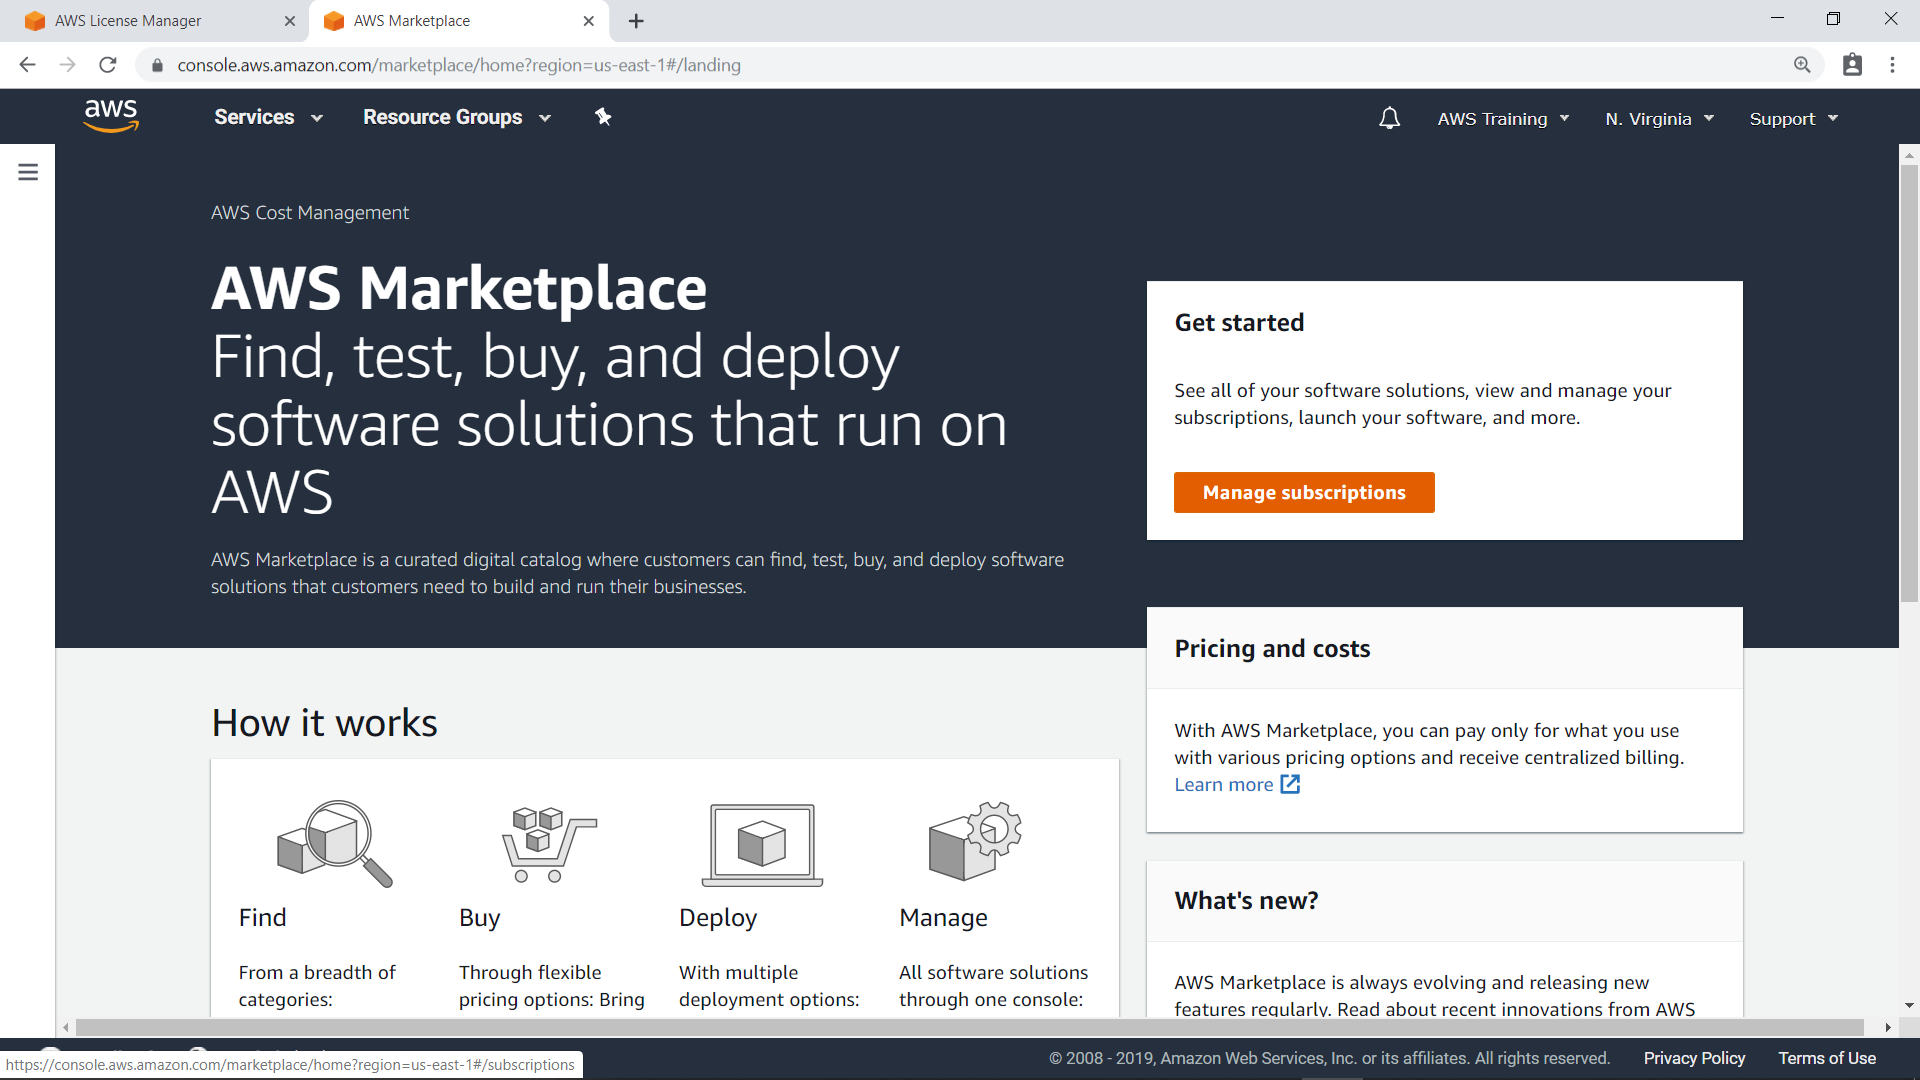 AWS License Manager
AWS Marketplace
console.aws.amazon.com/marketplace/home?region=us-east-1#/landing
aws
Services
Resource Groups
AWS Training
N. Virginia
Support
AWS Cost Management
AWS Marketplace
Find, test, buy, and deploy
software solutions that run on
AWS
AWS Marketplace is a curated digital catalog where customers can find, test, buy, and deploy software
solutions that customers need to build and run their businesses.
Get started
See all of your software solutions, view and manage your
subscriptions, launch your software, and more.
Manage subscriptions
Pricing and costs
With AWS Marketplace, you can pay only for what you use
with various pricing options and receive centralized billing.
Learn more
How it works
Find
From a breadth of
categories:
Buy
Through flexible
pricing options: Bring
Deploy
With multiple
deployment options:
Manage
All software solutions
through one console:
What's new?
AWS Marketplace is always evolving and releasing new
features regularly. Read about recent innovations from AWS
https://console.aws.amazon.com/marketplace/home?region=us-east-1#/subscriptions
© 2008 - 2019, Amazon Web Services, Inc. or its affiliates. All rights reserved.
Privacy Policy
Terms of Use